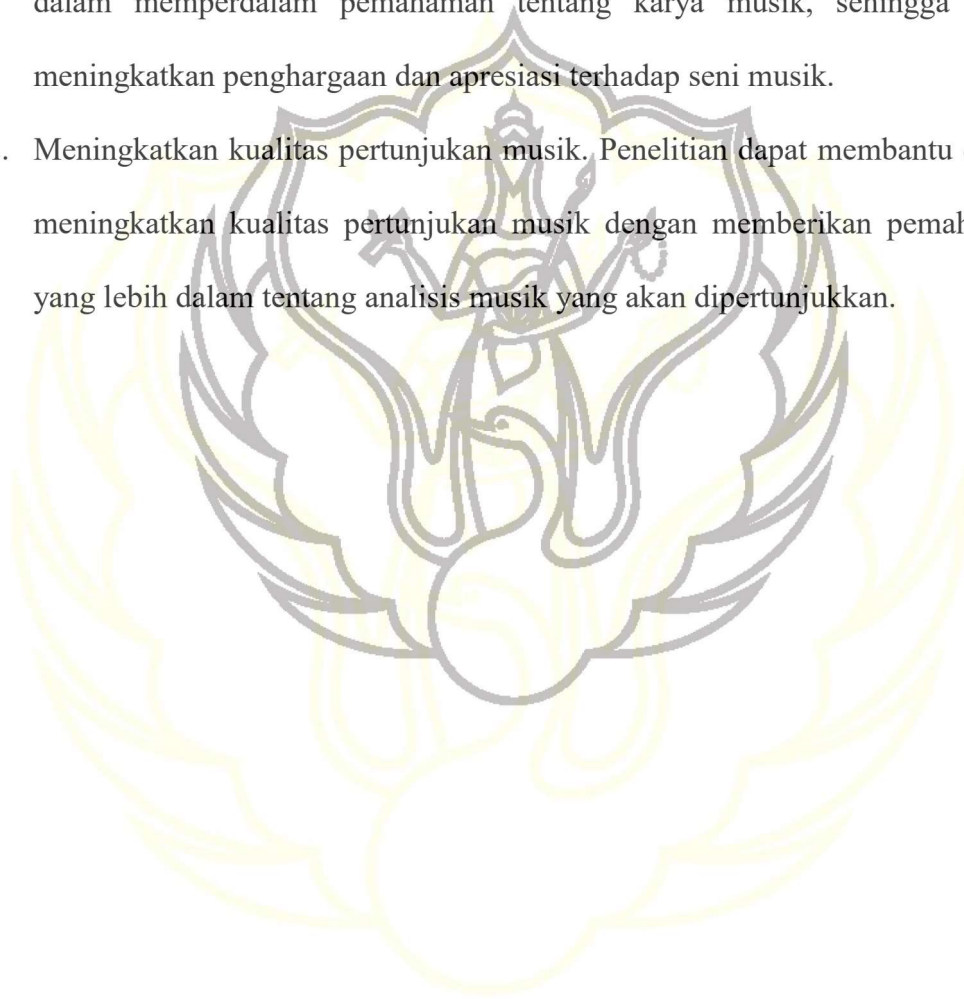 dalam memperdalam pemahaman tentang karya musik, sehingga
meningkatkan penghargaan dan apresiasi terhadap seni musik.
. Meningkatkan kualitas pertunjukan musik. Penelitian dapat membantu
meningkatkan kualitas pertunjukan musik dengan memberikan pemah
yang lebih dalam tentang analisis musik yang akan dipertunjukkan.